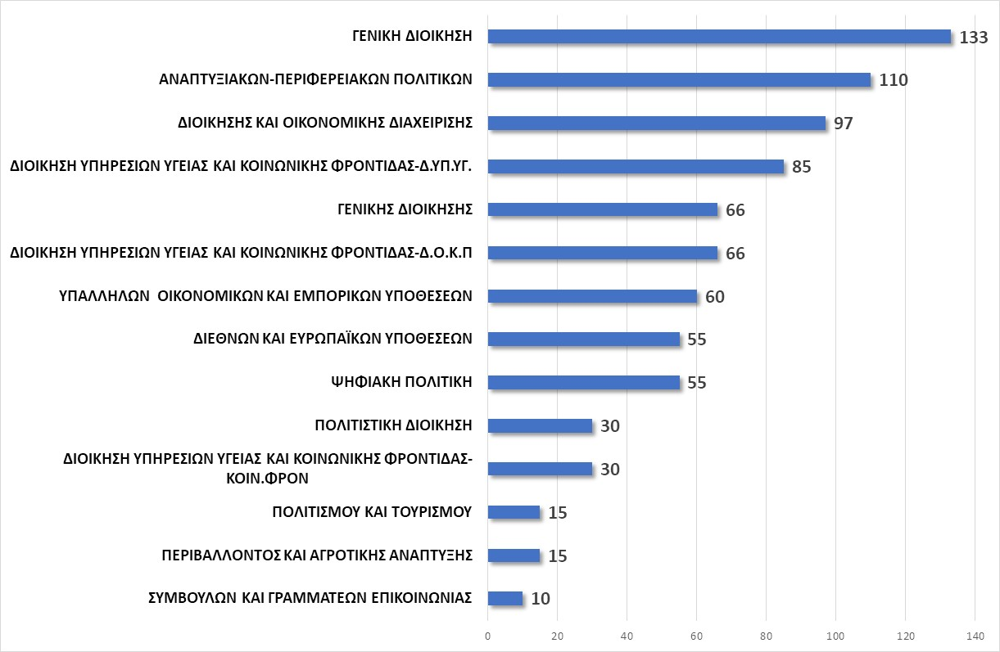 ΓΕΝΙΚΗ ΔΙΟΙΚΗΣΗ 133
ΑΝΑΠΤΥΞΙΑΚΩΝ-ΠΕΡΙΦΕΡΕΙΑΚΩΝ ΠΟΛΙΤΙΚΩΝ 110
ΔΙΟΙΚΗΣΗΣ ΚΑΙ ΟΙΚΟΝΟΜΙΚΗΣ ΔΙΑΧΕΙΡΙΣΗΣ 97
ΔΙΟΙΚΗΣΗ ΥΠΗΡΕΣΙΩΝ ΥΓΕΙΑΣ ΚΑΙ ΚΟΙΝΩΝΙΚΗΣ ΦΡΟΝΤΙΔΑΣ-Δ.ΥΠ.ΥΓ. 85
ΓΕΝΙΚΗΣ ΔΙΟΙΚΗΣΗΣ 66
ΔΙΟΙΚΗΣΗ ΥΠΗΡΕΣΙΩΝ ΥΓΕΙΑΣ ΚΑΙ ΚΟΙΝΩΝΙΚΗΣ ΦΡΟΝΤΙΔΑΣ-Δ.Ο.Κ.Π 66
ΥΠΑΛΛΗΛΩΝ ΟΙΚΟΝΟΜΙΚΩΝ ΚΑΙ ΕΜΠΟΡΙΚΩΝ ΥΠΟΘΕΣΕΩΝ 60
ΔΙΕΘΝΩΝ ΚΑΙ ΕΥΡΩΠΑΪΚΩΝ ΥΠΟΘΕΣΕΩΝ 55
ΨΗΦΙΑΚΗ ΠΟΛΙΤΙΚΗ 55
ΠΟΛΙΤΙΣΤΙΚΗ ΔΙΟΙΚΗΣΗ 30
ΔΙΟΙΚΗΣΗ ΥΠΗΡΕΣΙΩΝ ΥΓΕΙΑΣ ΚΑΙ ΚΟΙΝΩΝΙΚΗΣ ΦΡΟΝΤΙΔΑΣ-
ΚΟΙΝ.ΦΡΟΝ 30
ΠΟΛΙΤΙΣΜΟΥ ΚΑΙ ΤΟΥΡΙΣΜΟΥ 15
ΠΕΡΙΒΑΛΛΟΝΤΟΣ ΚΑΙ ΑΓΡΟΤΙΚΗΣ ΑΝΑΠΤΥΞΗΣ 15
ΣΥΜΒΟΥΛΩΝ ΚΑΙ ΓΡΑΜΜΑΤΕΩΝ ΕΠΙΚΟΙΝΩΝΙΑΣ 10
0 20 40 60 80 100 120 140